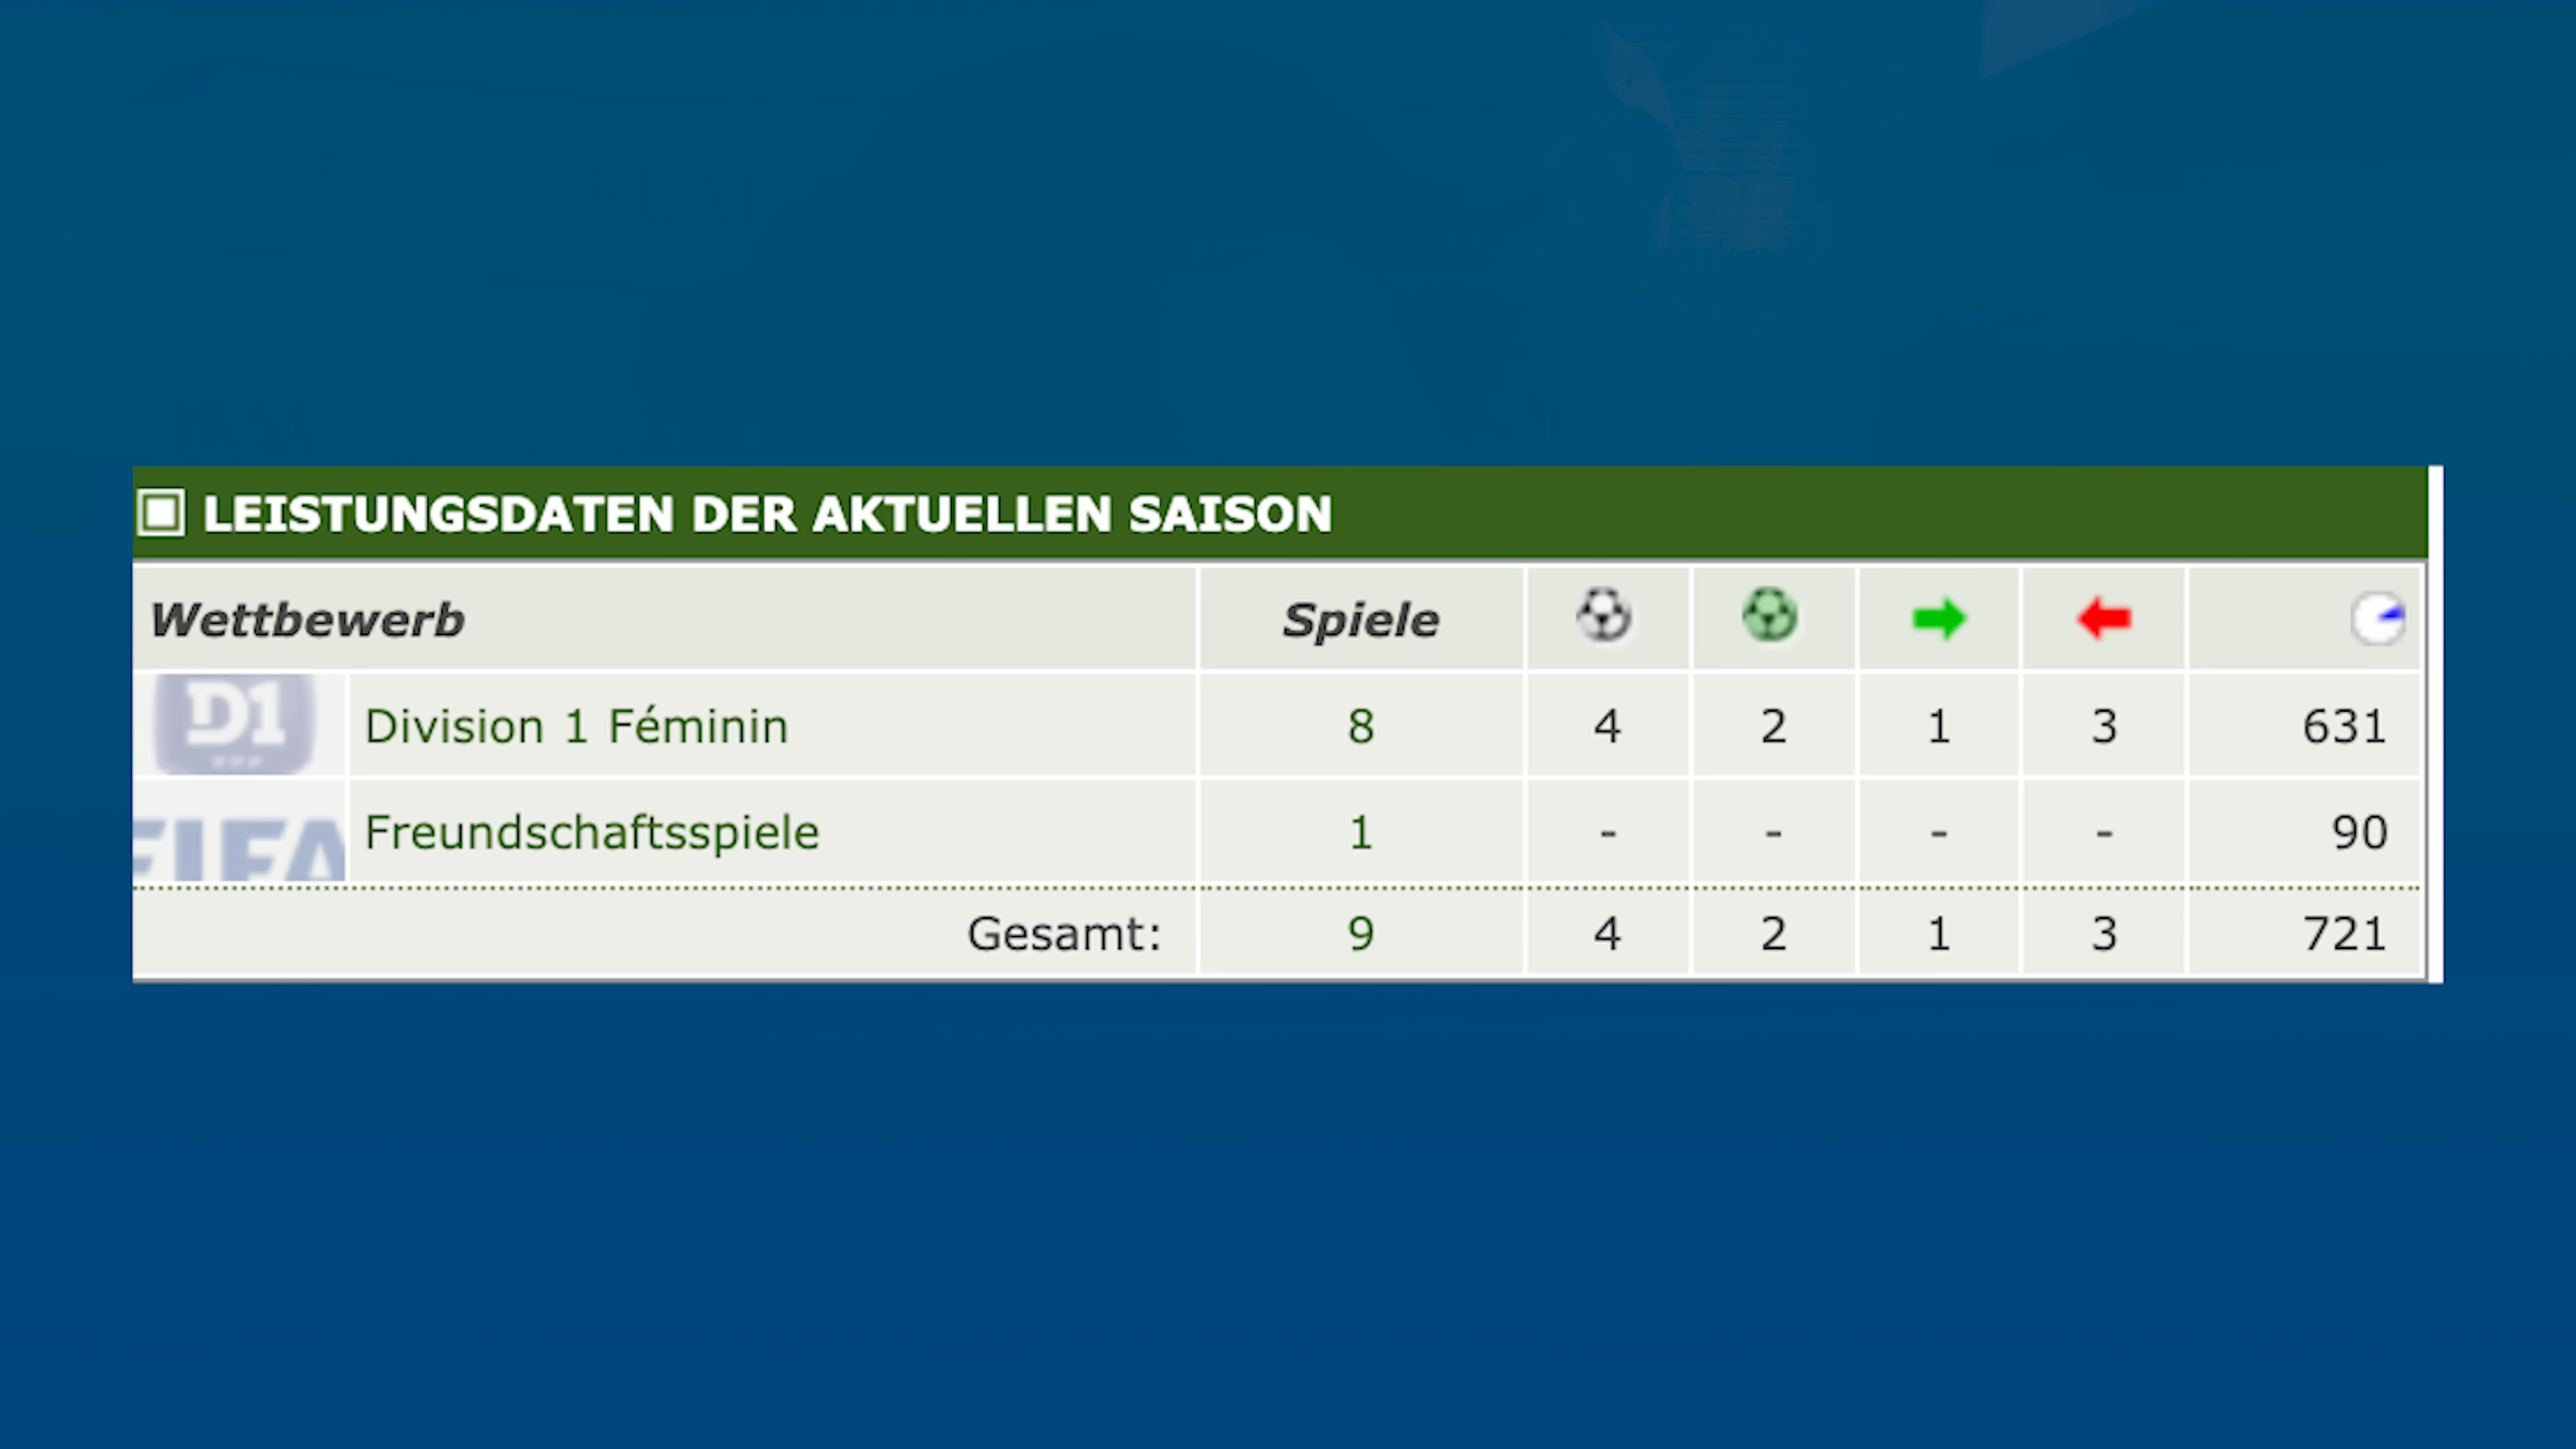 LEISTUNGSDATEN DER AKTUELLEN SAISON
Wettbewerb Spiele
D1 Division 1 Féminin 8 4 2 1 3 631
FIFA Freundschaftsspiele 1 - - - - 90
Gesamt: 9 4 2 1 3 721